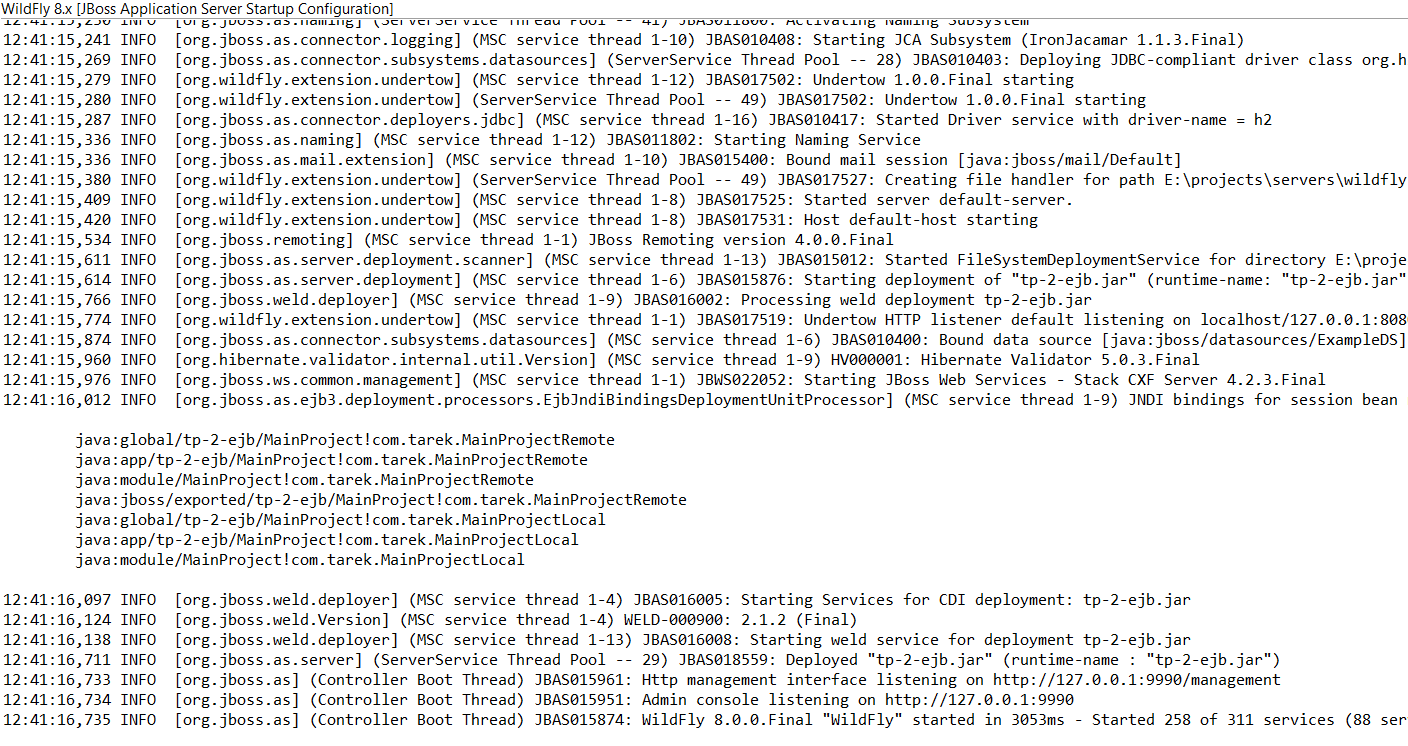 WildFly 8.x [JBoss Application Server Startup Configuration]
12:41:15,230 INFO  [org.jboss.as.naming] (ServerService Thread Pool -- 41) JBAS011800: Activating Naming Subsystem
12:41:15,241 INFO  [org.jboss.as.connector.logging] (MSC service thread 1-10) JBAS010408: Starting JCA Subsystem (IronJacamar 1.1.3.Final)
12:41:15,269 INFO  [org.jboss.as.connector.subsystems.datasources] (ServerService Thread Pool -- 28) JBAS010403: Deploying JDBC-compliant driver class org.h
12:41:15,279 INFO  [org.wildfly.extension.undertow] (MSC service thread 1-12) JBAS017502: Undertow 1.0.0.Final starting
12:41:15,280 INFO  [org.wildfly.extension.undertow] (ServerService Thread Pool -- 49) JBAS017502: Undertow 1.0.0.Final starting
12:41:15,287 INFO  [org.jboss.as.connector.deployers.jdbc] (MSC service thread 1-16) JBAS010417: Started Driver service with driver-name = h2
12:41:15,336 INFO  [org.jboss.as.naming] (MSC service thread 1-12) JBAS011802: Starting Naming Service
12:41:15,336 INFO  [org.jboss.as.mail.extension] (MSC service thread 1-10) JBAS015400: Bound mail session [java:jboss/mail/Default]
12:41:15,380 INFO  [org.wildfly.extension.undertow] (ServerService Thread Pool -- 49) JBAS017527: Creating file handler for path E:\projects\servers\wildfly
12:41:15,409 INFO  [org.wildfly.extension.undertow] (MSC service thread 1-8) JBAS017525: Started server default-server.
12:41:15,420 INFO  [org.wildfly.extension.undertow] (MSC service thread 1-8) JBAS017531: Host default-host starting
12:41:15,534 INFO  [org.jboss.remoting] (MSC service thread 1-1) JBoss Remoting version 4.0.0.Final
12:41:15,611 INFO  [org.jboss.as.server.deployment.scanner] (MSC service thread 1-13) JBAS015012: Started FileSystemDeploymentService for directory E:\proje
12:41:15,614 INFO  [org.jboss.as.server.deployment] (MSC service thread 1-6) JBAS015876: Starting deployment of "tp-2-ejb.jar" (runtime-name: "tp-2-ejb.jar"
12:41:15,766 INFO  [org.jboss.weld.deployer] (MSC service thread 1-9) JBAS016002: Processing weld deployment tp-2-ejb.jar
12:41:15,774 INFO  [org.wildfly.extension.undertow] (MSC service thread 1-1) JBAS017519: Undertow HTTP listener default listening on localhost/127.0.0.1:808
12:41:15,874 INFO  [org.jboss.as.connector.subsystems.datasources] (MSC service thread 1-6) JBAS010400: Bound data source [java:jboss/datasources/ExampleDS]
12:41:15,960 INFO  [org.hibernate.validator.internal.util.Version] (MSC service thread 1-9) HV000001: Hibernate Validator 5.0.3.Final
12:41:15,976 INFO  [org.jboss.ws.common.management] (MSC service thread 1-1) JBWS022052: Starting JBoss Web Services - Stack CXF Server 4.2.3.Final
12:41:16,012 INFO  [org.jboss.as.ejb3.deployment.processors.EjbJndiBindingsDeploymentUnitProcessor] (MSC service thread 1-9) JNDI bindings for session bean
java:global/tp-2-ejb/MainProject!com.tarek.MainProjectRemote
java:app/tp-2-ejb/MainProject!com.tarek.MainProjectRemote
java:module/MainProject!com.tarek.MainProjectRemote
java:jboss/exported/tp-2-ejb/MainProject!com.tarek.MainProjectRemote
java:global/tp-2-ejb/MainProject!com.tarek.MainProjectLocal
java:app/tp-2-ejb/MainProject!com.tarek.MainProjectLocal
java:module/MainProject!com.tarek.MainProjectLocal
12:41:16,097 INFO  [org.jboss.weld.deployer] (MSC service thread 1-4) JBAS016005: Starting Services for CDI deployment: tp-2-ejb.jar
12:41:16,124 INFO  [org.jboss.weld.Version] (MSC service thread 1-4) WELD-000900: 2.1.2 (Final)
12:41:16,138 INFO  [org.jboss.weld.deployer] (MSC service thread 1-13) JBAS016008: Starting weld service for deployment tp-2-ejb.jar
12:41:16,711 INFO  [org.jboss.as.server] (ServerService Thread Pool -- 29) JBAS018559: Deployed "tp-2-ejb.jar" (runtime-name : "tp-2-ejb.jar")
12:41:16,733 INFO  [org.jboss.as] (Controller Boot Thread) JBAS015961: Http management interface listening on http://127.0.0.1:9990/management
12:41:16,734 INFO  [org.jboss.as] (Controller Boot Thread) JBAS015951: Admin console listening on http://127.0.0.1:9990
12:41:16,735 INFO  [org.jboss.as] (Controller Boot Thread) JBAS015874: WildFly 8.0.0.Final "WildFly" started in 3053ms - Started 258 of 311 services (88 ser